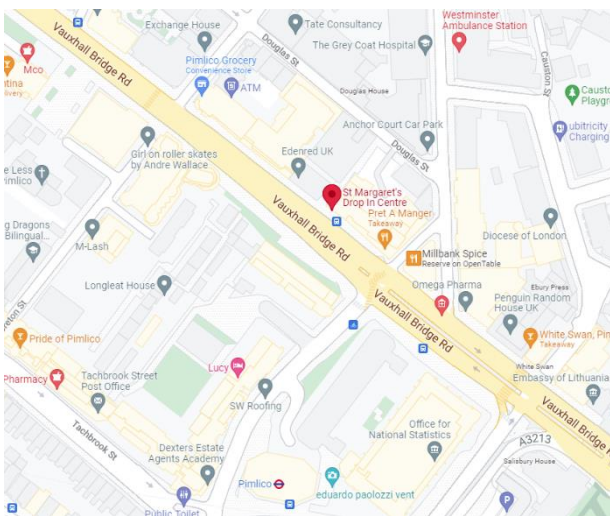 Exchange House
Tate Consultancy
Westminster
Ambulance Station
Vauxhall Bridge Rd
Douglas St
The Grey Coat Hospital
Mco
Pimlico Grocery
Convenience Store
Causton St
elivery
ATM
Douglas House
Causto
Playgr
Anchor Court Car Park
ubitricity
Charging
Girl on roller skates
by Andre Wallace
Edenred UK
Douglas St
e Less
Pimlico
St Margaret's
Drop In Centre
Pret A Manger
Takeaway
g Dragons
Bilingual...
M-Lash
Vauxhall Bridge Rd
Millbank Spice
Reserve on OpenTable
Diocese of London
Longleat House
Omega Pharma
Ebury Press
Penguin Random
House UK
Vauxhall Bridge Rd
Pride of Pimlico
White Swan, Pim
Takeaway
White Swan
Tachbrook Street
Post Office
Pharmacy
Lucy
Embassy of Lithuania
SW Roofing
Office for
National Statistics
Vauxhall Bridge Rd
Tachbrook St
A3213
Dexters Estate
Agents Academy
Salisbury House
Pimlico
eduardo paolozzi vent
P
Public Toilet